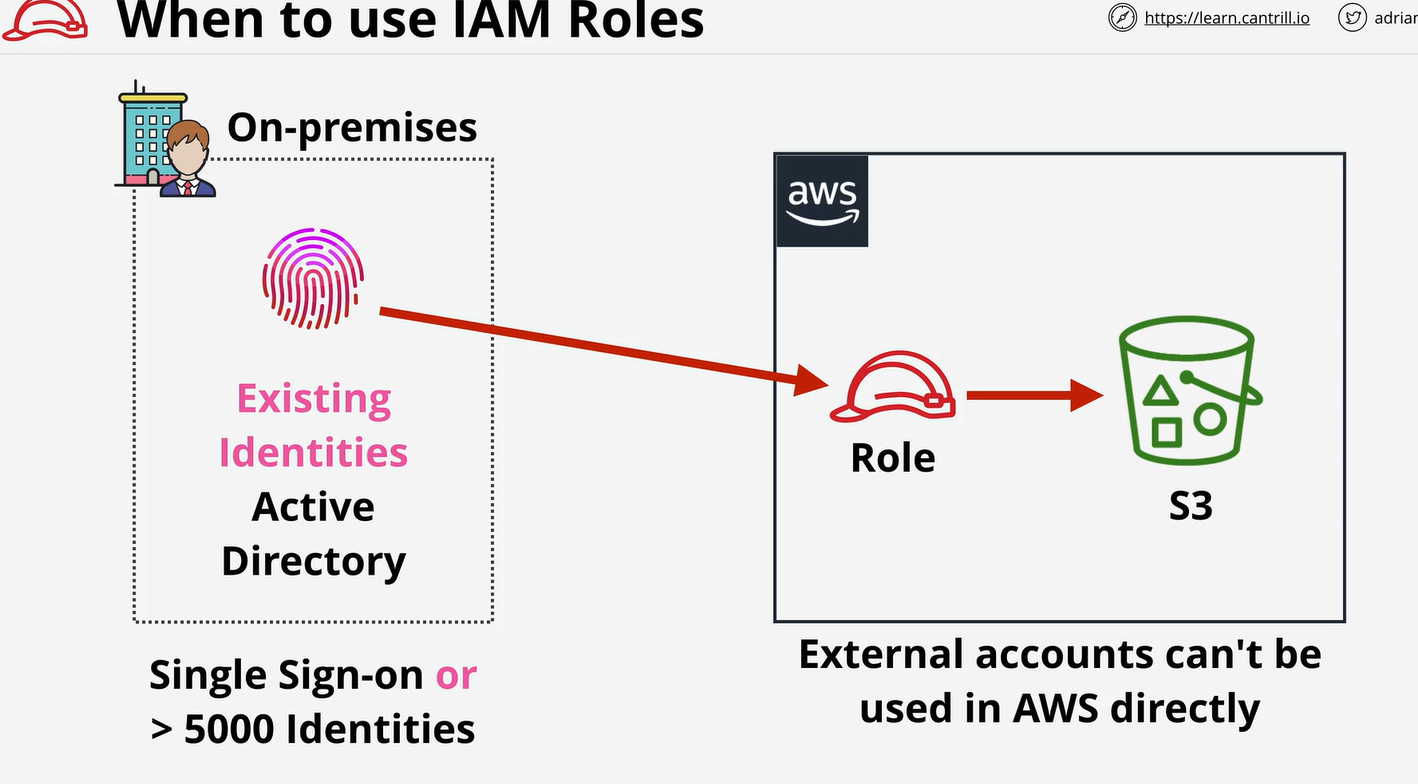 When to use IAM Roles
https://learn.cantrill.io
adrian
On-premises
aws
Existing
Identities
Active
Directory
Role
S3
Single Sign-on or
> 5000 Identities
External accounts can't be
used in AWS directly